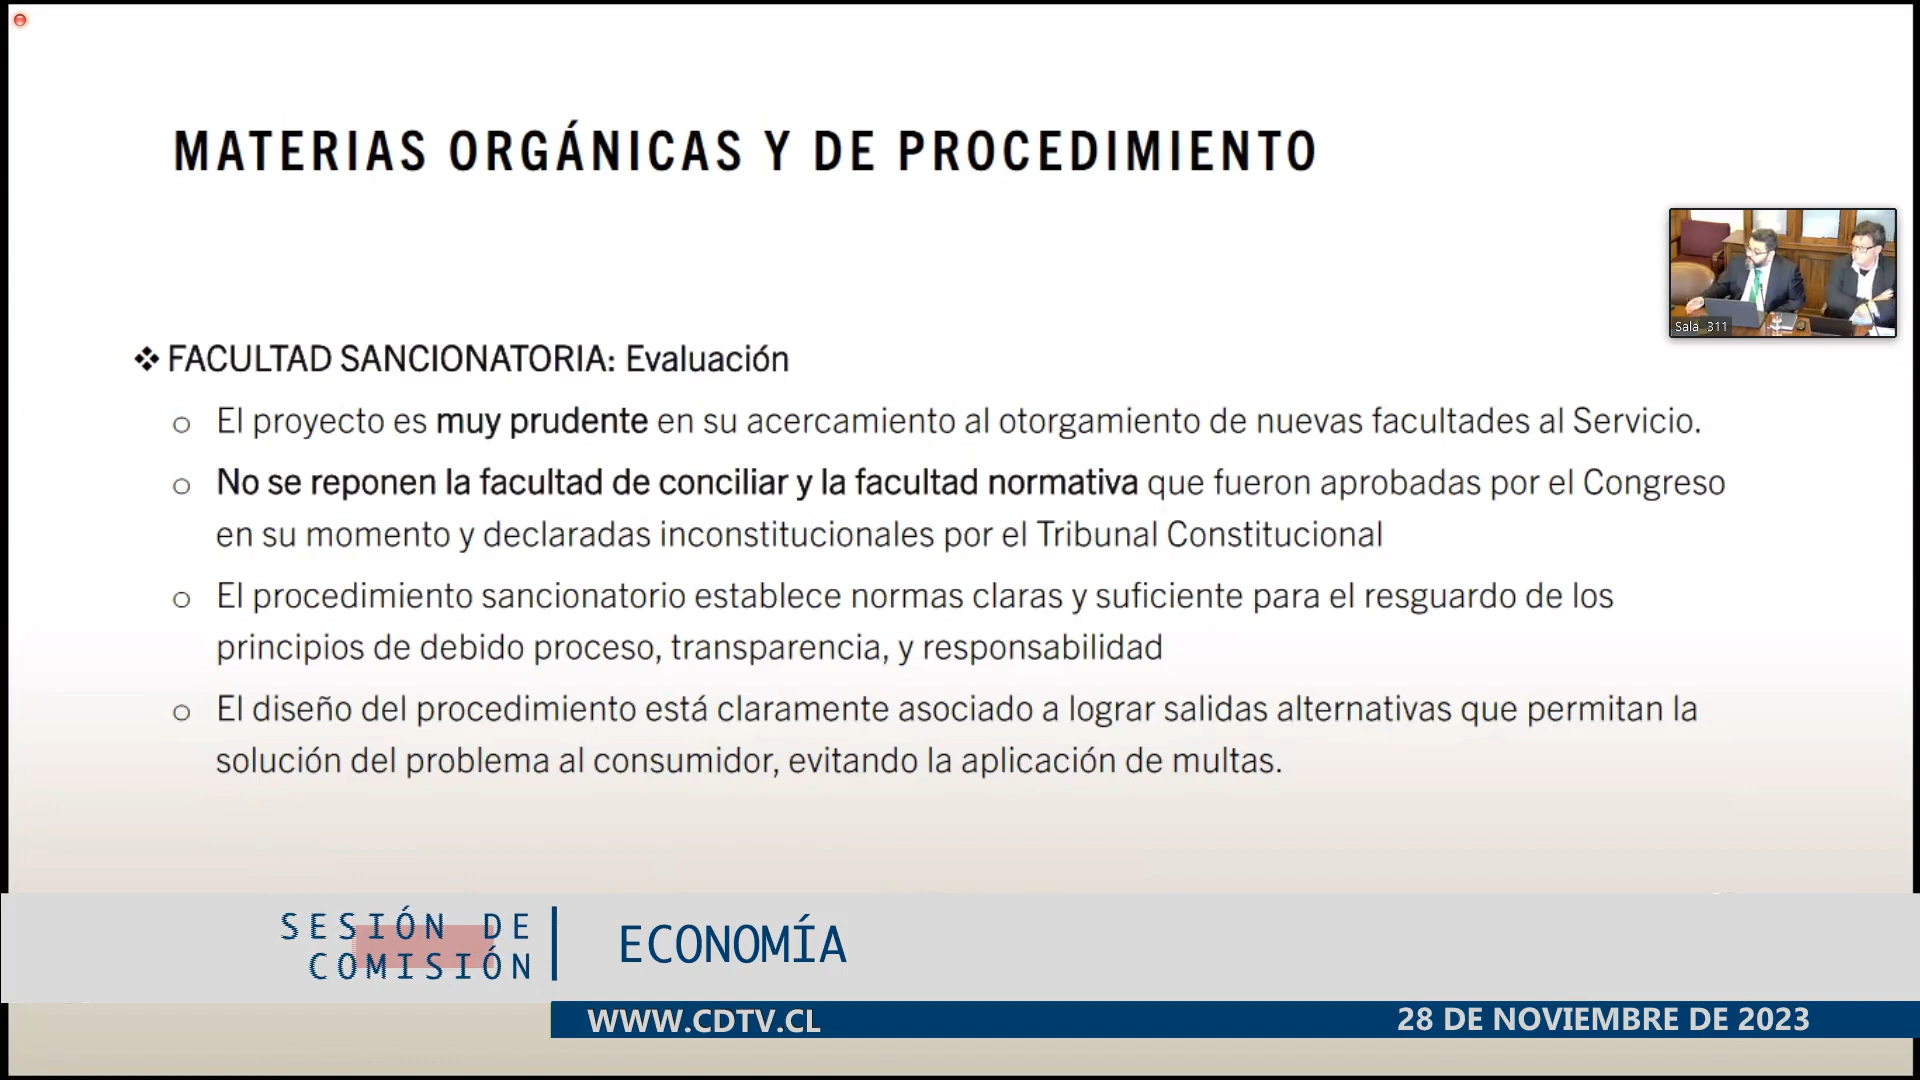 MATERIAS ORGÁNICAS Y DE PROCEDIMIENTO
Sala 311
❖ FACULTAD SANCIONATORIA: Evaluación
o El proyecto es muy prudente en su acercamiento al otorgamiento de nuevas facultades al Servicio.
o No se reponen la facultad de conciliar y la facultad normativa que fueron aprobadas por el Congreso
en su momento y declaradas inconstitucionales por el Tribunal Constitucional
o El procedimiento sancionatorio establece normas claras y suficiente para el resguardo de los
principios de debido proceso, transparencia, y responsabilidad
o El diseño del procedimiento está claramente asociado a lograr salidas alternativas que permitan la
solución del problema al consumidor, evitando la aplicación de multas.
SESIÓN DE
COMISIÓN
ECONOMÍA
WWW.CDTV.CL
28 DE NOVIEMBRE DE 2023